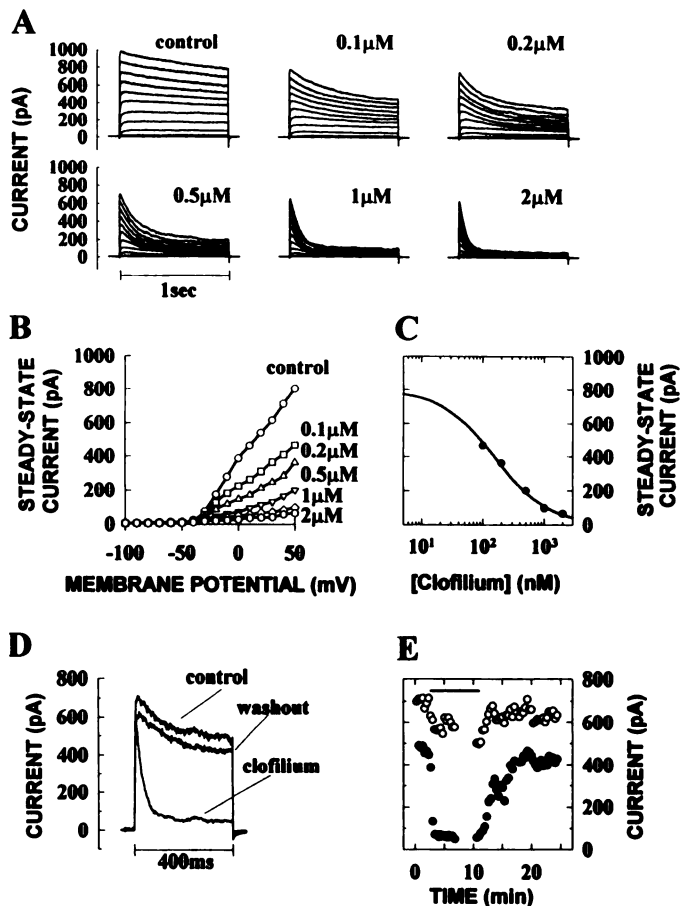 A
control 0.1µM 0.2µM
CURRENT (pA)
1000
800
600
400
200
0
0.5µM 1µM 2µM
600
400
200
0
1sec
B
STEADY-STATE
CURRENT (pA)
1000
800
600
400
200
0
control
0.1µM
0.2µM
0.5µM
1µM
2µM
-100 -50 0 50
MEMBRANE POTENTIAL (mV)
C
1000
800
600
400
200
0
STEADY-STATE
CURRENT (pA)
10¹ 10² 10³
[Clofilium] (nM)
D
CURRENT (pA)
800
600
400
200
0
control
washout
clofilium
400ms
E
800
600
400
200
0
CURRENT (pA)
0 10 20
TIME (min)